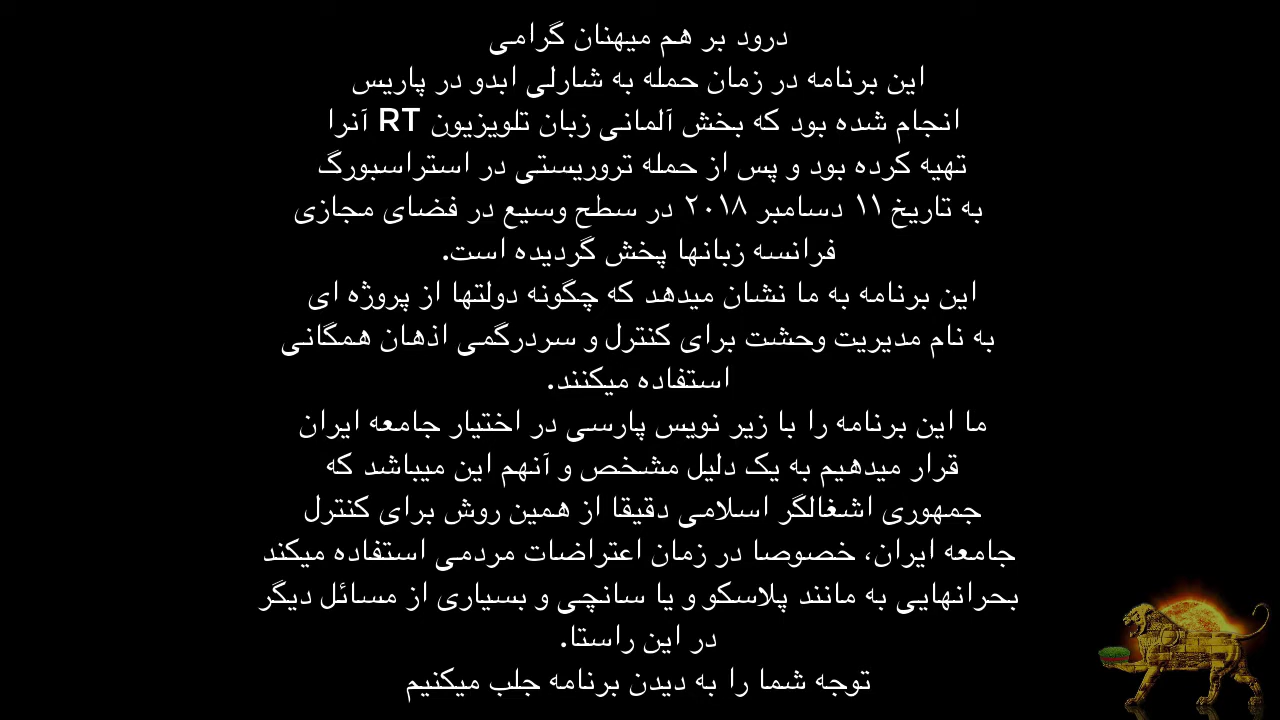 درود بر هم میهنان گرامی
این برنامه در زمان حمله به شارلی ابدو در پاریس
انجام شده بود که بخش آلمانی زبان تلویزیون RT آنرا
تهیه کرده بود و پس از حمله تروریستی در استراسبورگ
به تاریخ ۱۱ دسامبر ۲۰۱۸ در سطح وسیع در فضای مجازی
فرانسه زبانها پخش گردیده است.
این برنامه به ما نشان میدهد که چگونه دولتها از پروژه ای
به نام مدیریت وحشت برای کنترل و سردرگمی اذهان همگانی
استفاده میکنند.
ما این برنامه را با زیر نویس پارسی در اختیار جامعه ایران
قرار میدهیم به یک دلیل مشخص و آنهم این میباشد که
جمهوری اشغالگر اسلامی دقیقا از همین روش برای کنترل
جامعه ایران، خصوصا در زمان اعتراضات مردمی استفاده میکند
بحرانهایی به مانند پلاسکو و یا سانچی و بسیاری از مسائل دیگر
در این راستا.
توجه شما را به دیدن برنامه جلب میکنیم